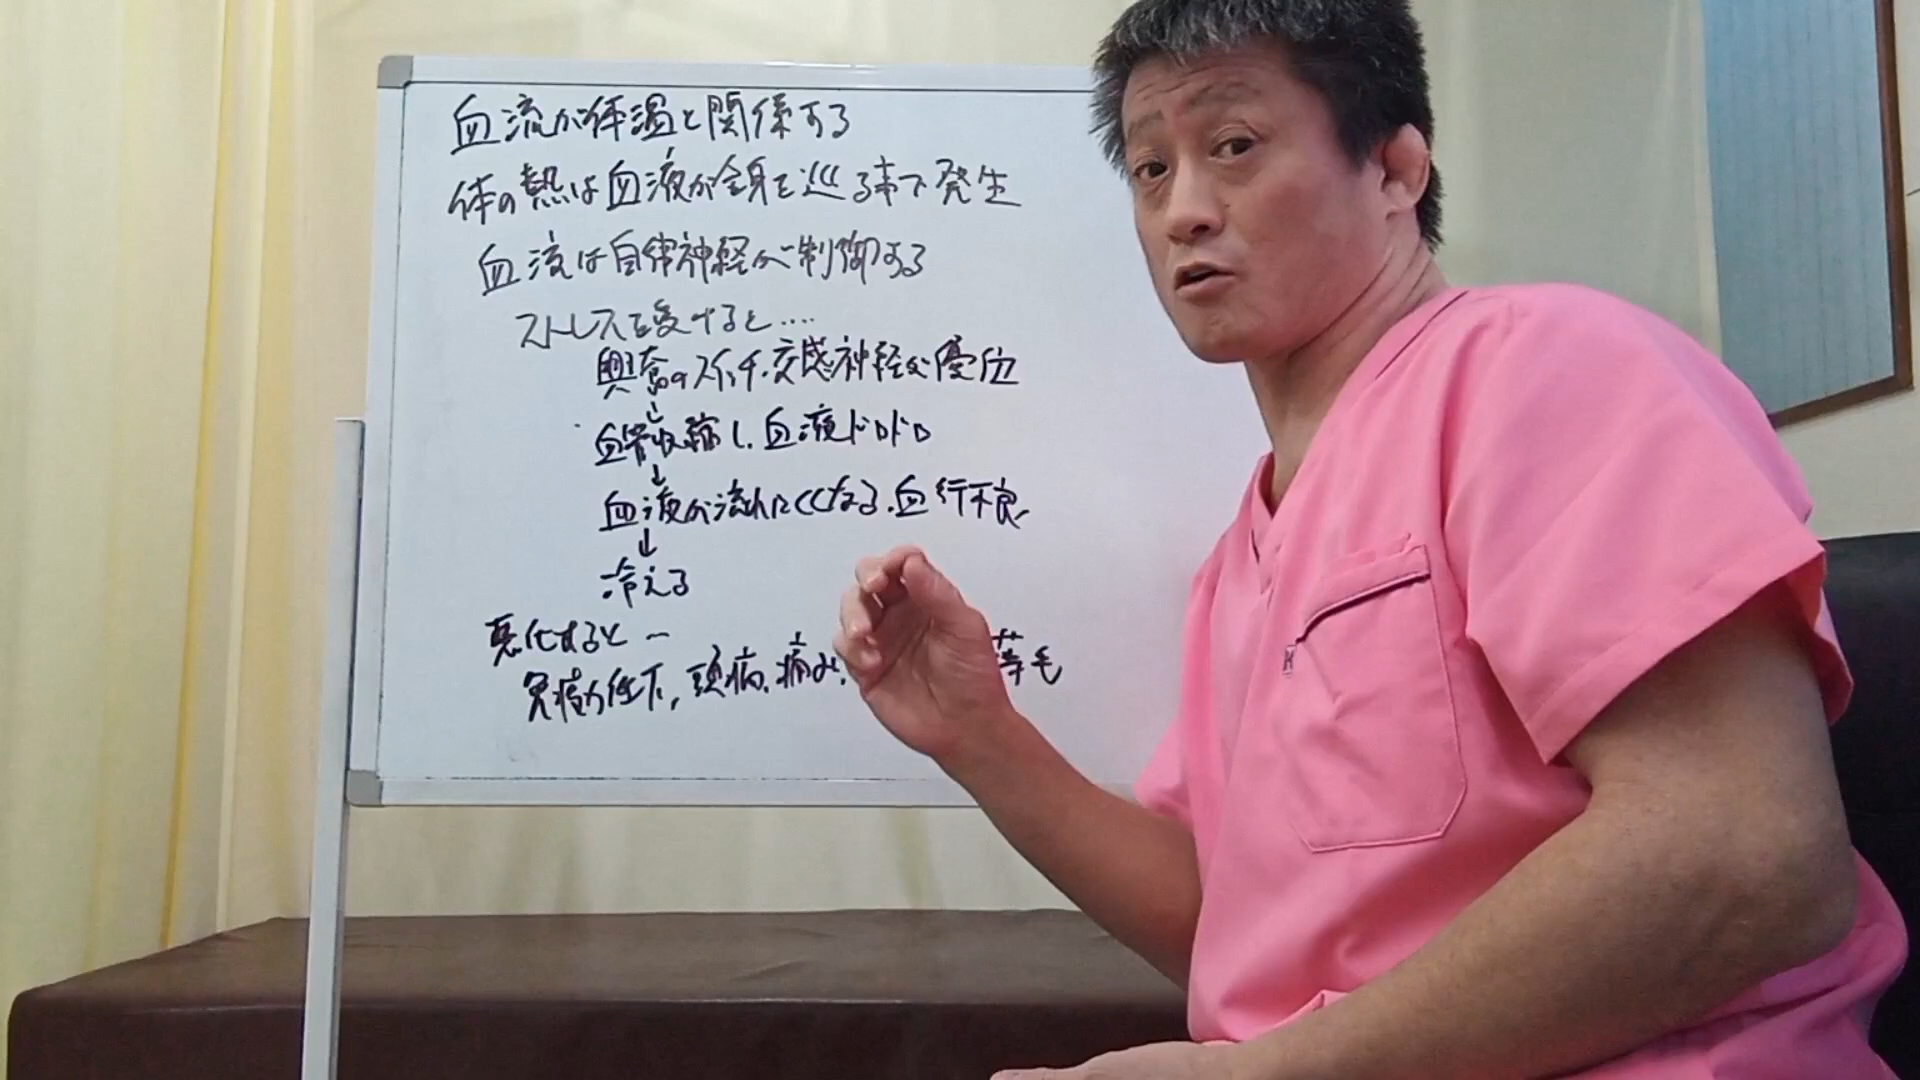 血流が体温と関係する
体の熱は血液が全身を巡る事で発生
血流は自律神経が制御する
ストレスを受けると....
興奮のスイッチ、交感神経が優位
↓
血管収縮し、血液ドロドロ
↓
血液が流れにくくなる、血行不良
↓
冷える
悪化すると～
免疫力低下、頭痛、痛み、 薄毛